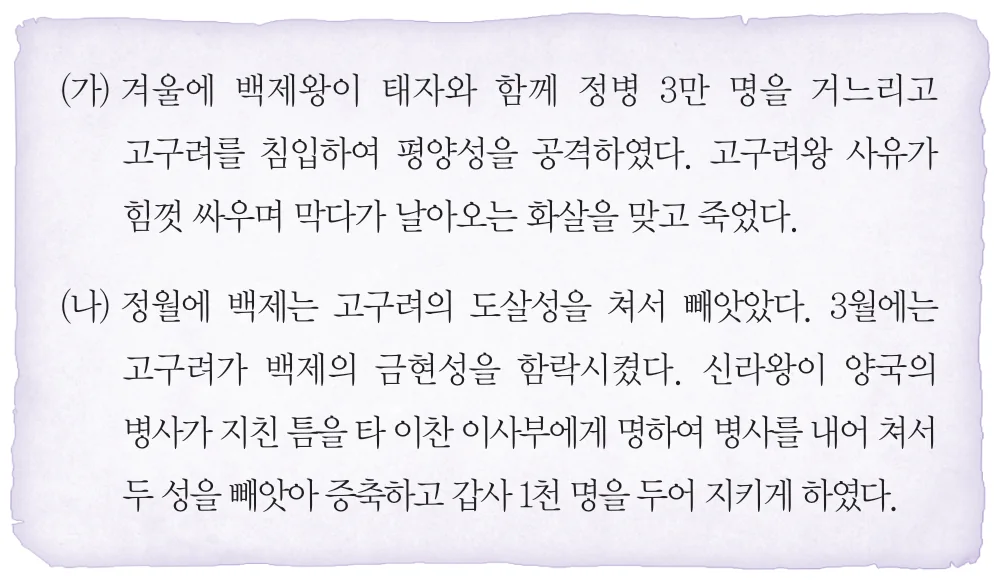 (가) 겨울에 백제왕이 태자와 함께 정병 3만 명을 거느리고
고구려를 침입하여 평양성을 공격하였다. 고구려왕 사유가
힘껏 싸우며 막다가 날아오는 화살을 맞고 죽었다.
(나) 정월에 백제는 고구려의 도살성을 쳐서 빼앗았다. 3월에는
고구려가 백제의 금현성을 함락시켰다. 신라왕이 양국의
병사가 지친 틈을 타 이찬 이사부에게 명하여 병사를 내어 쳐서
두 성을 빼앗아 증축하고 갑사 1천 명을 두어 지키게 하였다.